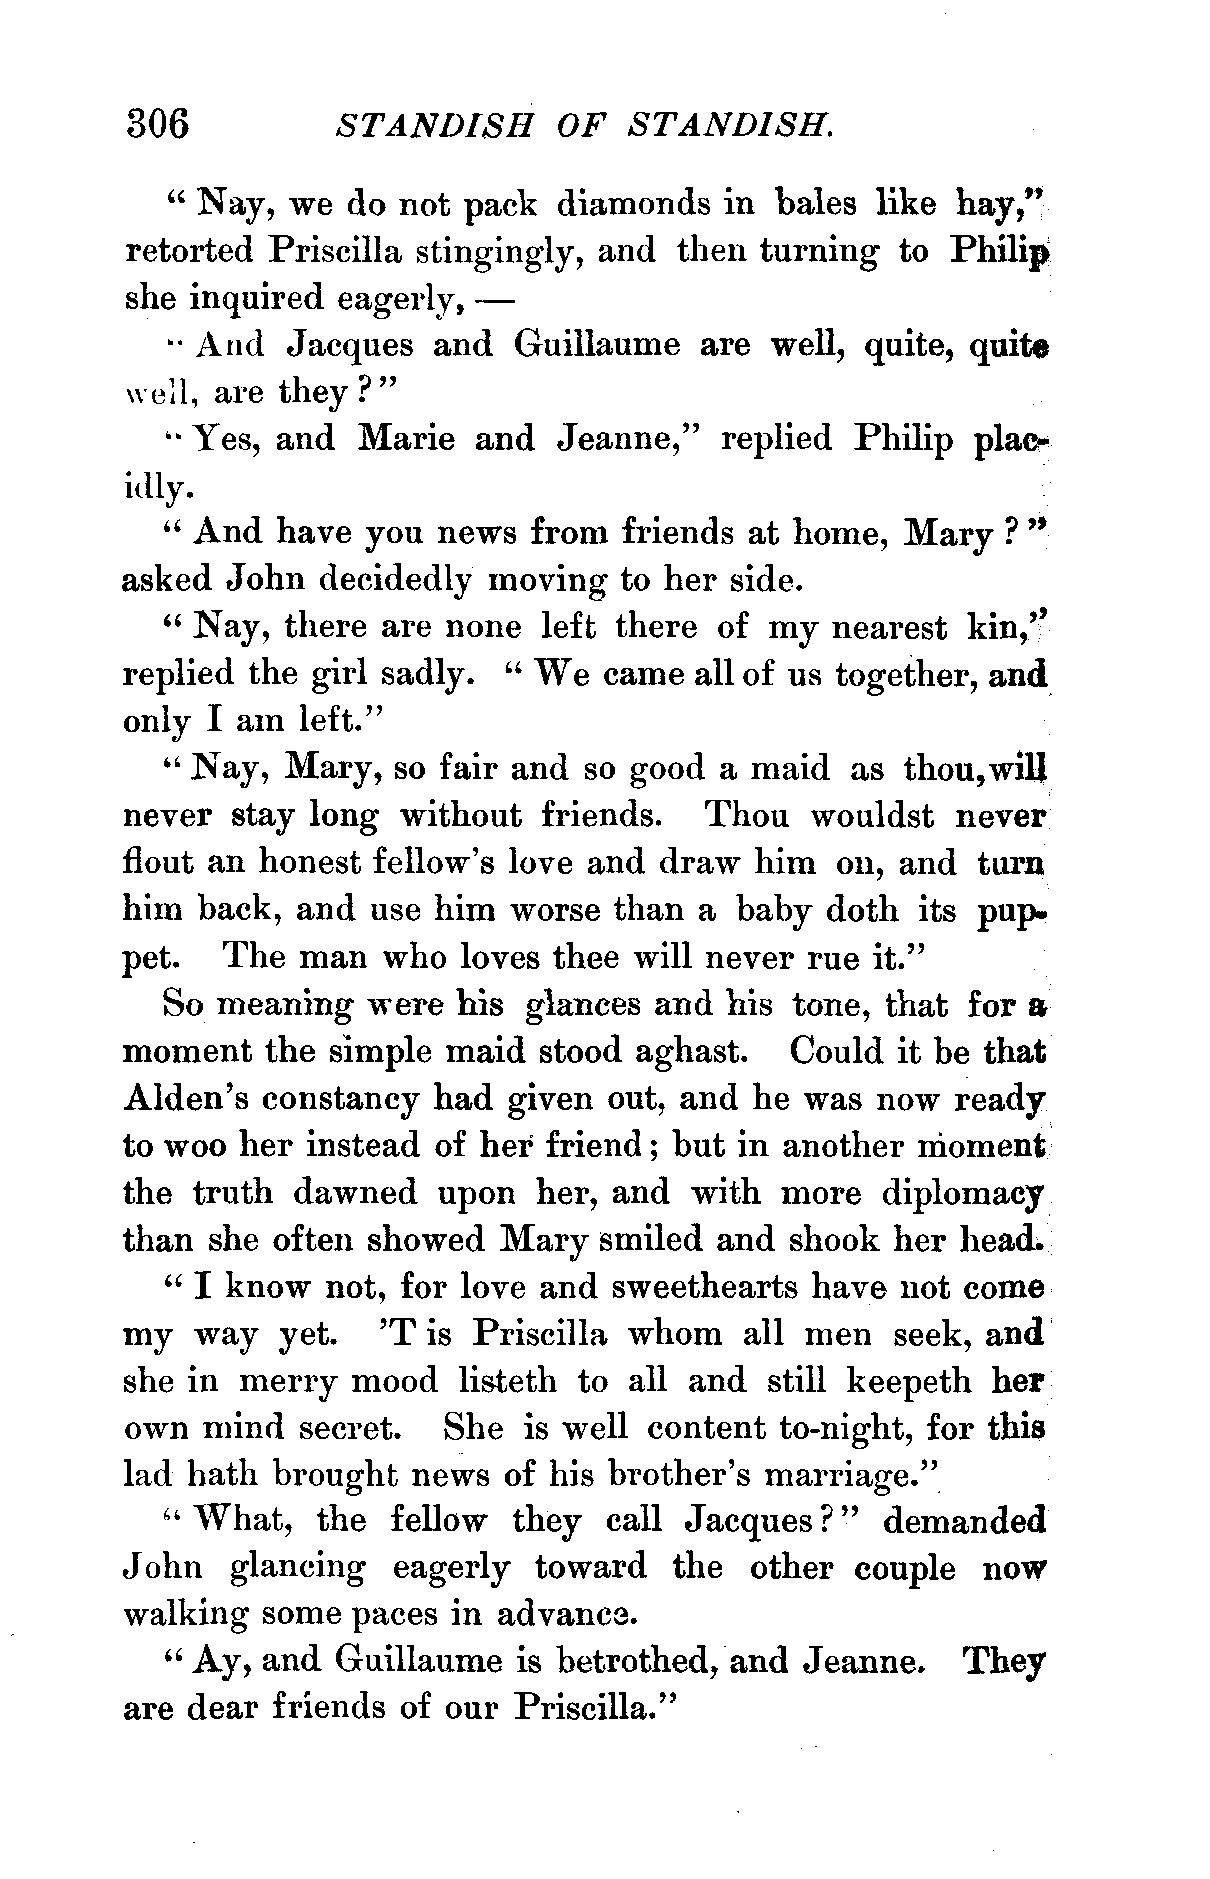 306 STANDISH OF STANDISH.
“ Nay, we do not pack diamonds in bales like hay,”
retorted Priscilla stingingly, and then turning to Philip
she inquired eagerly, —
“ And Jacques and Guillaume are well, quite, quite
well, are they ? ”
“ Yes, and Marie and Jeanne,” replied Philip plac-
idly.
“ And have you news from friends at home, Mary ? ”
asked John decidedly moving to her side.
“ Nay, there are none left there of my nearest kin,”
replied the girl sadly. “ We came all of us together, and
only I am left.”
“ Nay, Mary, so fair and so good a maid as thou, will
never stay long without friends. Thou wouldst never
flout an honest fellow’s love and draw him on, and turn
him back, and use him worse than a baby doth its pup-
pet. The man who loves thee will never rue it.”
So meaning were his glances and his tone, that for a
moment the simple maid stood aghast. Could it be that
Alden’s constancy had given out, and he was now ready
to woo her instead of her friend ; but in another moment
the truth dawned upon her, and with more diplomacy
than she often showed Mary smiled and shook her head.
“ I know not, for love and sweethearts have not come
my way yet. ’T is Priscilla whom all men seek, and
she in merry mood listeth to all and still keepeth her
own mind secret. She is well content to-night, for this
lad hath brought news of his brother’s marriage.”
“ What, the fellow they call Jacques ? ” demanded
John glancing eagerly toward the other couple now
walking some paces in advance.
“ Ay, and Guillaume is betrothed, and Jeanne. They
are dear friends of our Priscilla.”